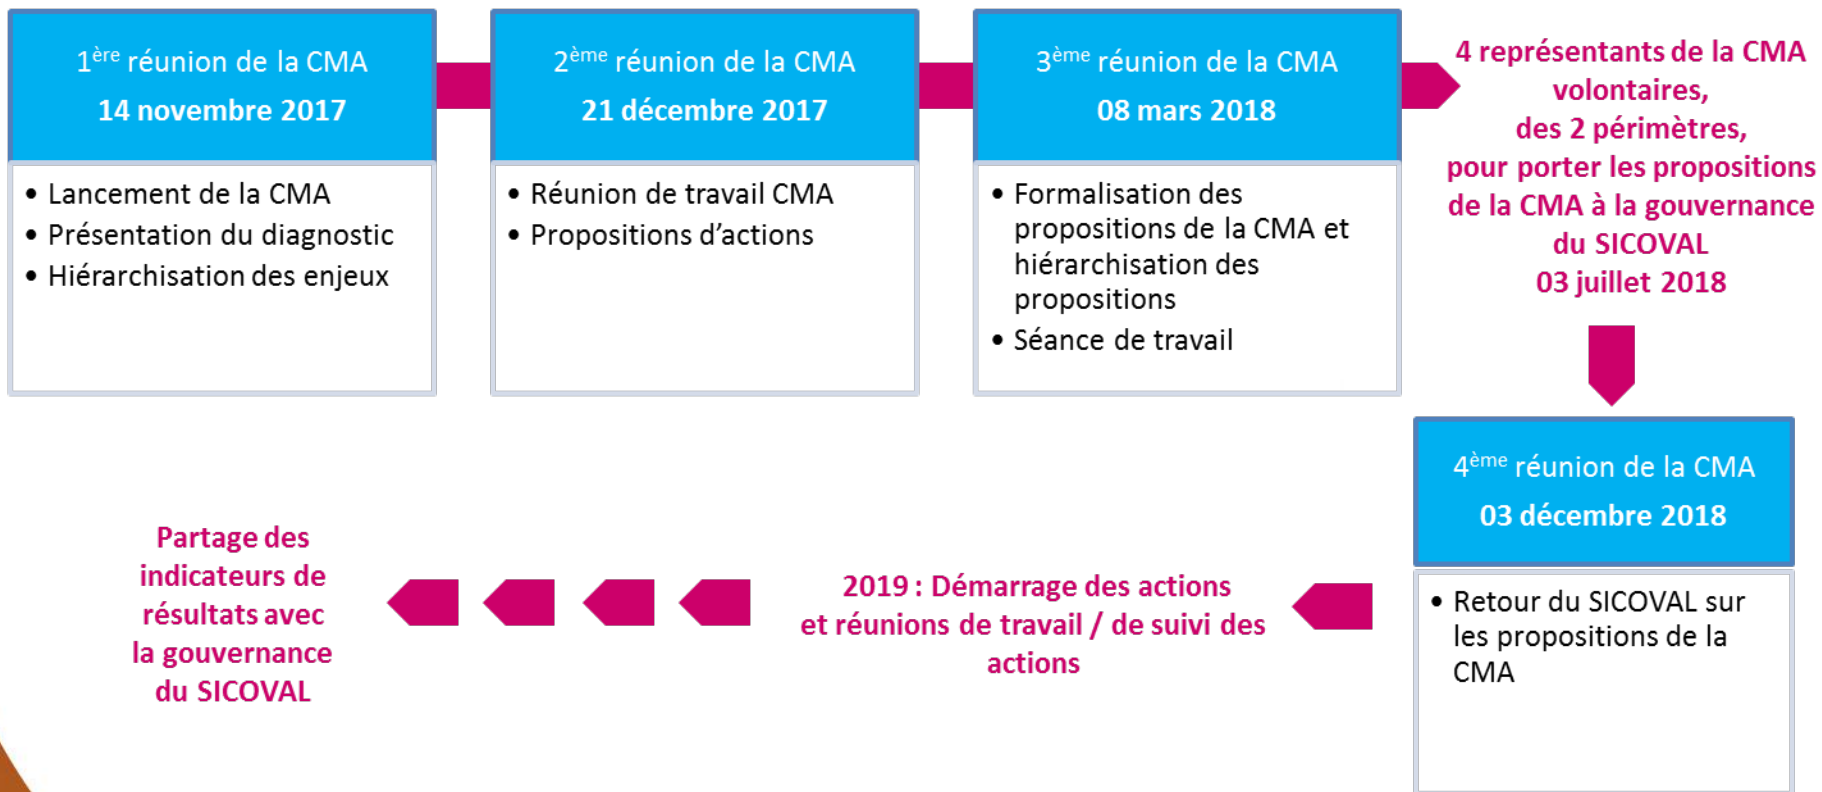 1ère réunion de la CMA
14 novembre 2017
• Lancement de la CMA
• Présentation du diagnostic
• Hiérarchisation des enjeux
2ème réunion de la CMA
21 décembre 2017
• Réunion de travail CMA
• Propositions d’actions
3ème réunion de la CMA
08 mars 2018
• Formalisation des
propositions de la CMA et
hiérarchisation des
propositions
• Séance de travail
4 représentants de la CMA
volontaires,
des 2 périmètres,
pour porter les propositions
de la CMA à la gouvernance
du SICOVAL
03 juillet 2018
4ème réunion de la CMA
03 décembre 2018
• Retour du SICOVAL sur
les propositions de la
CMA
2019 : Démarrage des actions
et réunions de travail / de suivi des
actions
Partage des
indicateurs de
résultats avec
la gouvernance
du SICOVAL